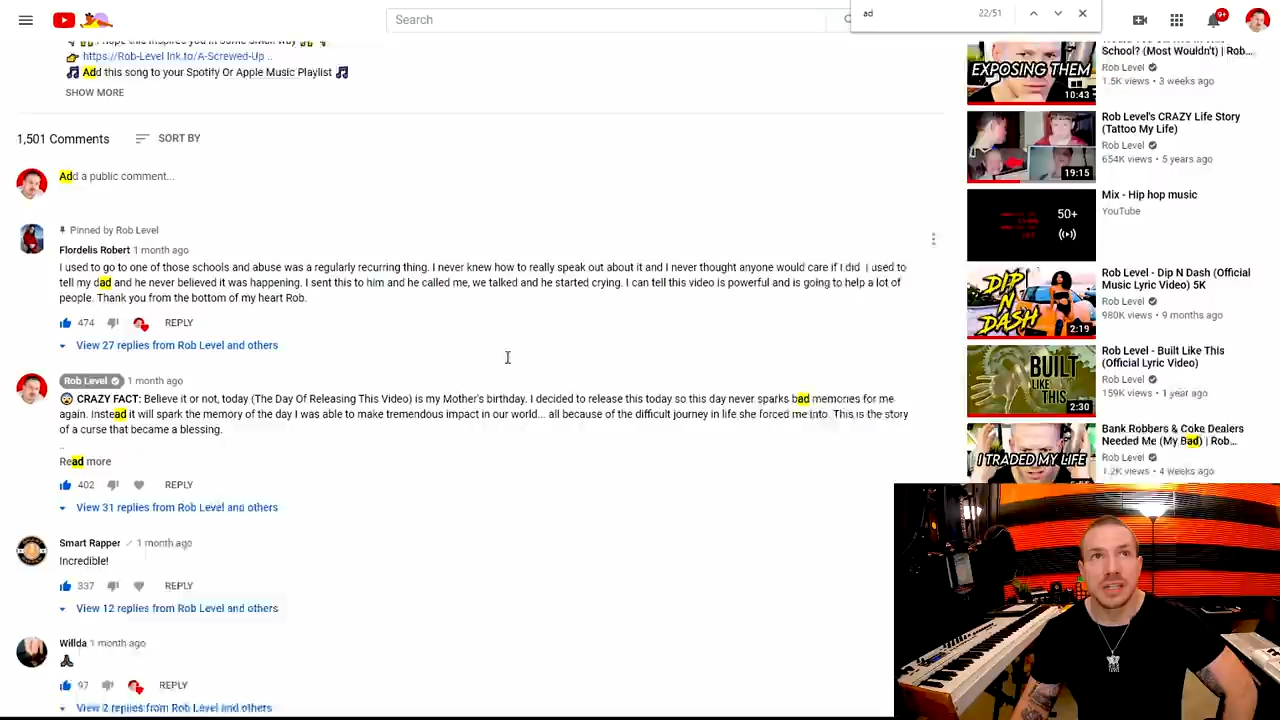 Search
ad
22/51
9+
https://Rob-Level.lnk.to/A-Screwed-Up ..
🎵 Add this song to your Spotify Or Apple Music Playlist 🎵
SHOW MORE
1,501 Comments
SORT BY
Add a public comment...
Pinned by Rob Level
Flordelis Robert 1 month ago
I used to go to one of those schools and abuse was a regularly recurring thing. I never knew how to really speak out about it and I never thought anyone would care if I did I used to
tell my dad and he never believed it was happening. I sent this to him and he called me, we talked and he started crying. I can tell this video is powerful and is going to help a lot of
people. Thank you from the bottom of my heart Rob.
474 REPLY
View 27 replies from Rob Level and others
Rob Level 1 month ago
😨 CRAZY FACT: Believe it or not, today (The Day Of Releasing This Video) is my Mother's birthday. I decided to release this today so this day never sparks bad memories for me
again. Instead it will spark the memory of the day I was able to make tremendous impact in our world... all because of the difficult journey in life she forced me into. This is the story
of a curse that became a blessing.
..
Read more
402 REPLY
View 31 replies from Rob Level and others
Smart Rapper 1 month ago
Incredible!
337 REPLY
View 12 replies from Rob Level and others
Willda 1 month ago
97 REPLY
View 2 replies from Rob Level and others
EXPOSING THEM
10:43
School? (Most Wouldn't) | Rob...
Rob Level
1.5K views • 3 weeks ago
19:15
Rob Level's CRAZY Life Story
(Tattoo My Life)
Rob Level
654K views • 5 years ago
50+
Mix - Hip hop music
YouTube
DIP
N
DASH
2:19
Rob Level - Dip N Dash (Official
Music Lyric Video) 5K
Rob Level
980K views • 9 months ago
BUILT
LIKE
THIS
2:30
Rob Level - Built Like This
(Official Lyric Video)
Rob Level
159K views • 1 year ago
I TRADED MY LIFE
Bank Robbers & Coke Dealers
Needed Me (My Bad) | Rob...
Rob Level
1.2K views • 4 weeks ago